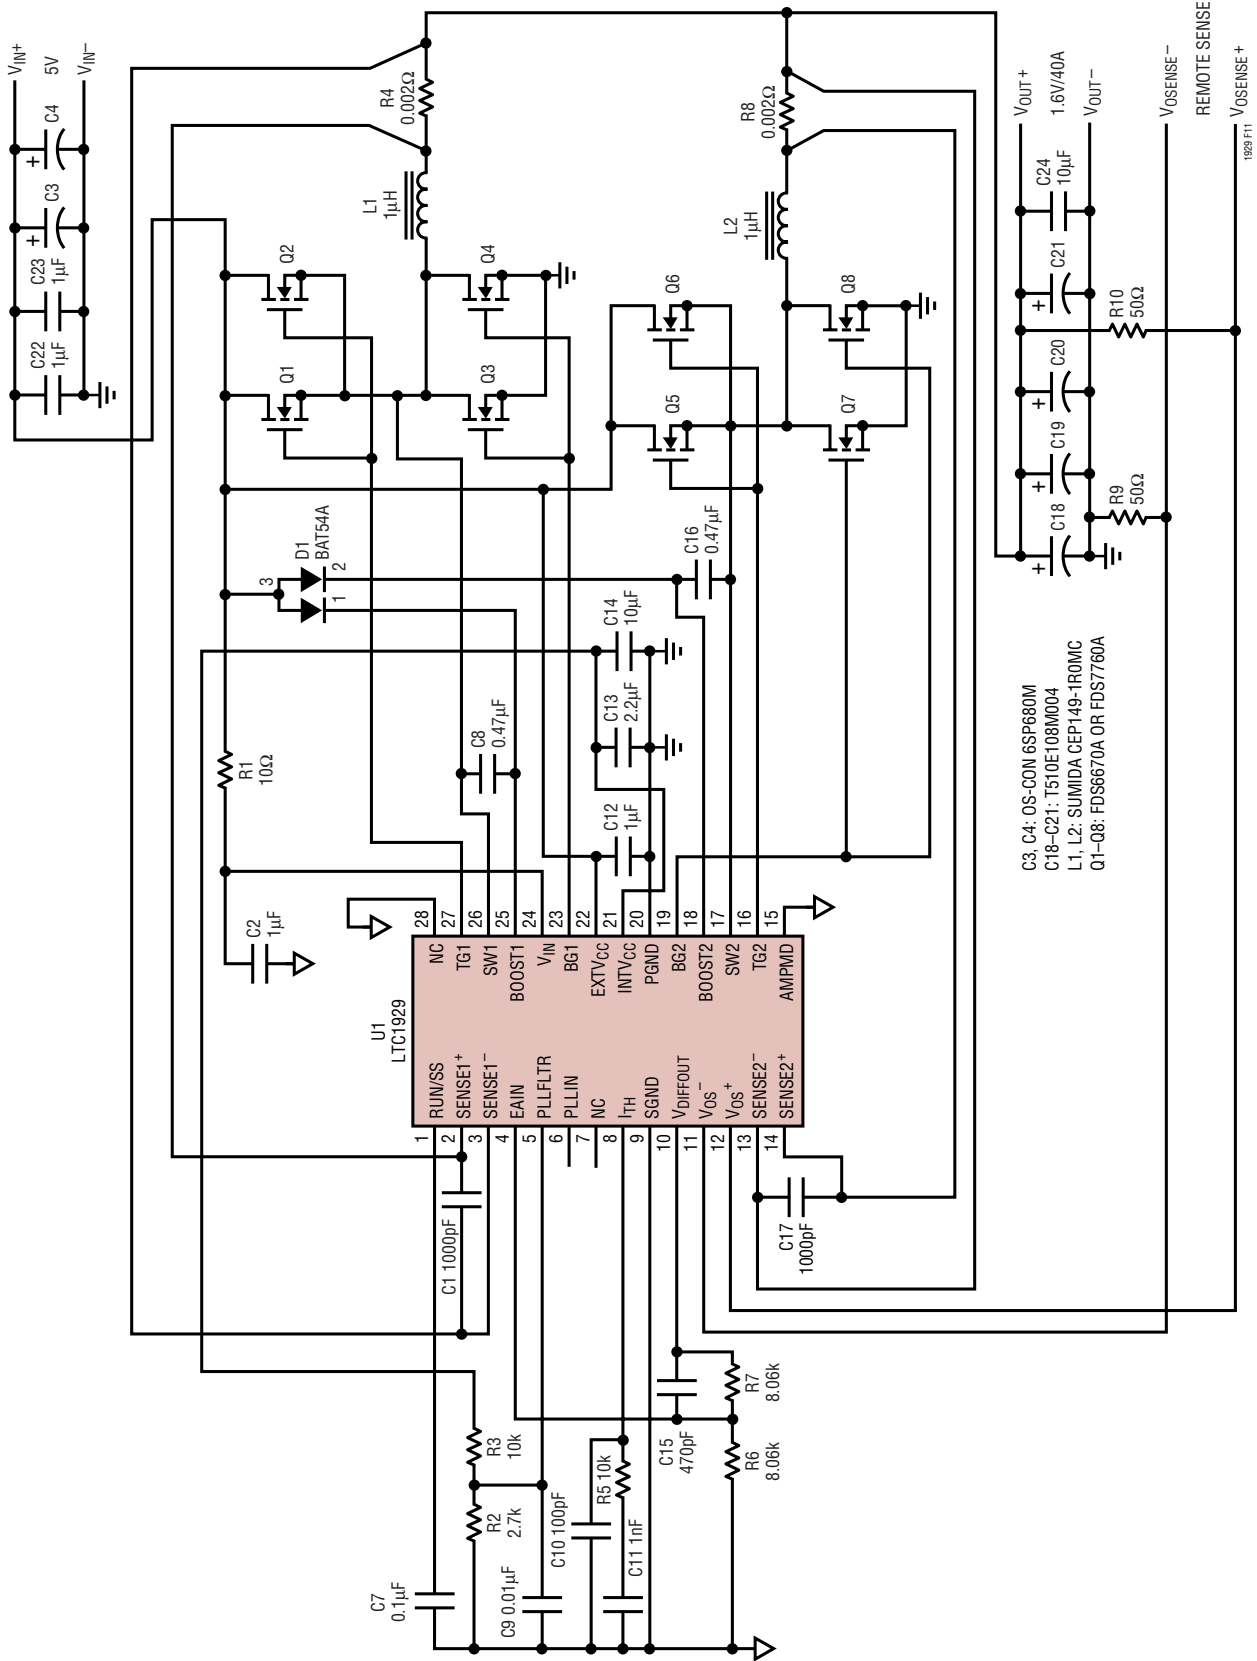 VIN+
5V
VIN–
C4
+
C3
+
C23
1µF
C22
1µF
R4
0.002Ω
L1
1µH
Q2
Q4
Q1
Q3
R8
0.002Ω
L2
1µH
Q6
Q8
Q5
Q7
D1
BAT54A
3
2
1
R1
10Ω
C2
1µF
C8
0.47µF
C16
0.47µF
C14
10µF
C13
2.2µF
C12
1µF
U1
LTC1929
1 RUN/SS
2 SENSE1+
3 SENSE1–
4 EAIN
5 PLLFLTR
6 PLLIN
7 NC
8 ITH
9 SGND
10 VDIFFOUT
11 VOS–
12 VOS+
13 SENSE2–
14 SENSE2+
28 NC
27 TG1
26 SW1
25 BOOST1
24 VIN
23 BG1
22 EXTVCC
21 INTVCC
20 PGND
19 BG2
18 BOOST2
17 SW2
16 TG2
15 AMPMD
C1 1000pF
C17
1000pF
C7
0.1µF
R3
10k
R2
2.7k
C9 0.01µF
C10 100pF
R5 10k
C11 1nF
C15
470pF
R7
8.06k
R6
8.06k
VOUT+
1.6V/40A
VOUT–
VOSENSE–
REMOTE SENSE
VOSENSE+
C24
10µF
C21
+
R10
50Ω
C20
+
C19
+
R9
50Ω
C18
+
C3, C4: OS-CON 6SP680M
C18–C21: T510E108M004
L1, L2: SUMIDA CEP149-1R0MC
Q1–Q8: FDS6670A OR FDS7760A
1929 F11